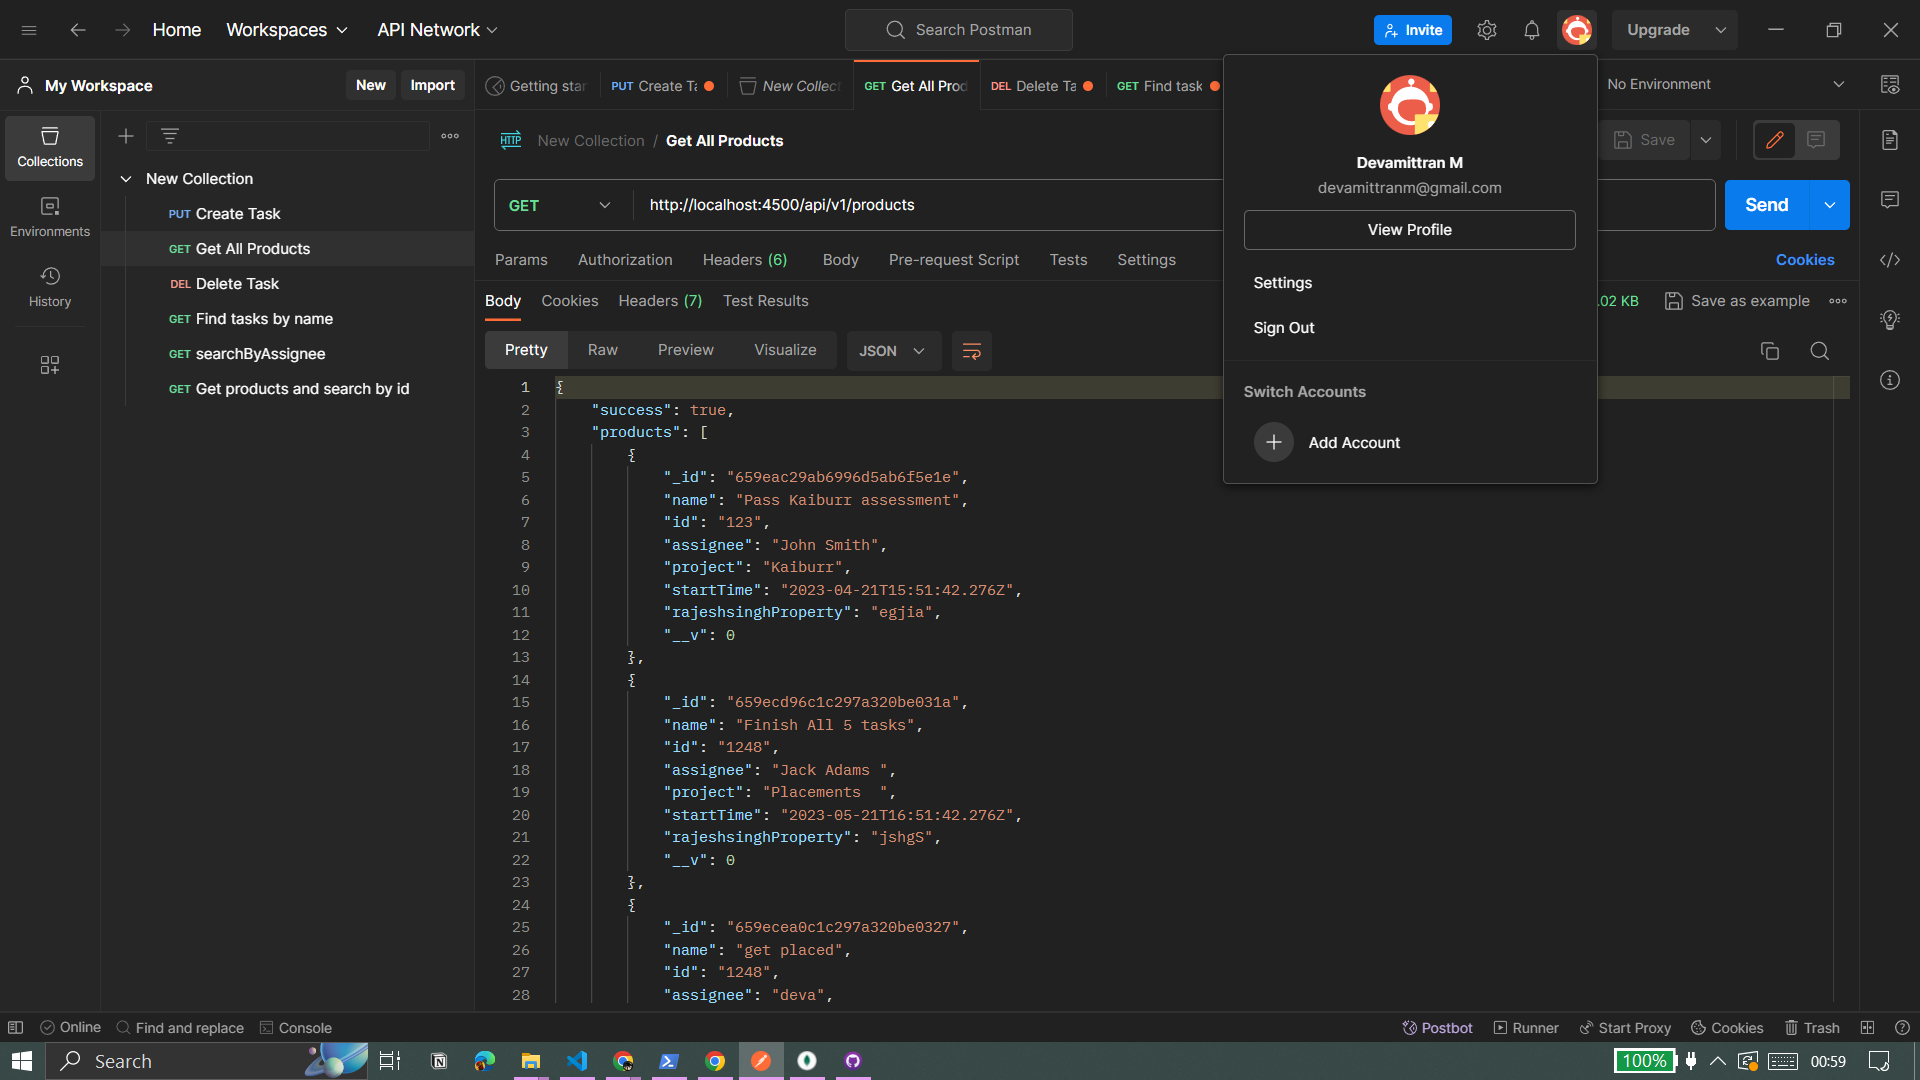 Home Workspaces API Network Search Postman Invite Upgrade
My Workspace New Import
Getting star PUT Create Ta New Collect GET Get All Prod DEL Delete Ta GET Find task No Environment
Collections
Environments
History
New Collection
PUT Create Task
GET Get All Products
DEL Delete Task
GET Find tasks by name
GET searchByAssignee
GET Get products and search by id
HTTP New Collection / Get All Products Save
GET http://localhost:4500/api/v1/products Send
Params Authorization Headers (6) Body Pre-request Script Tests Settings Cookies
Body Cookies Headers (7) Test Results .02 KB Save as example
Pretty Raw Preview Visualize JSON
Devamittran M
devamittranm@gmail.com
View Profile
Settings
Sign Out
Switch Accounts
Add Account
1 {
2 "success": true,
3 "products": [
4 {
5 "_id": "659eac29ab6996d5ab6f5e1e",
6 "name": "Pass Kaiburr assessment",
7 "id": "123",
8 "assignee": "John Smith",
9 "project": "Kaiburr",
10 "startTime": "2023-04-21T15:51:42.276Z",
11 "rajeshsinghProperty": "egjia",
12 "__v": 0
13 },
14 {
15 "_id": "659ecd96c1c297a320be031a",
16 "name": "Finish All 5 tasks",
17 "id": "1248",
18 "assignee": "Jack Adams ",
19 "project": "Placements  ",
20 "startTime": "2023-05-21T16:51:42.276Z",
21 "rajeshsinghProperty": "jshgS",
22 "__v": 0
23 },
24 {
25 "_id": "659ecea0c1c297a320be0327",
26 "name": "get placed",
27 "id": "1248",
28 "assignee": "deva",
Online Find and replace Console Postbot Runner Start Proxy Cookies Trash
Search 100% 00:59